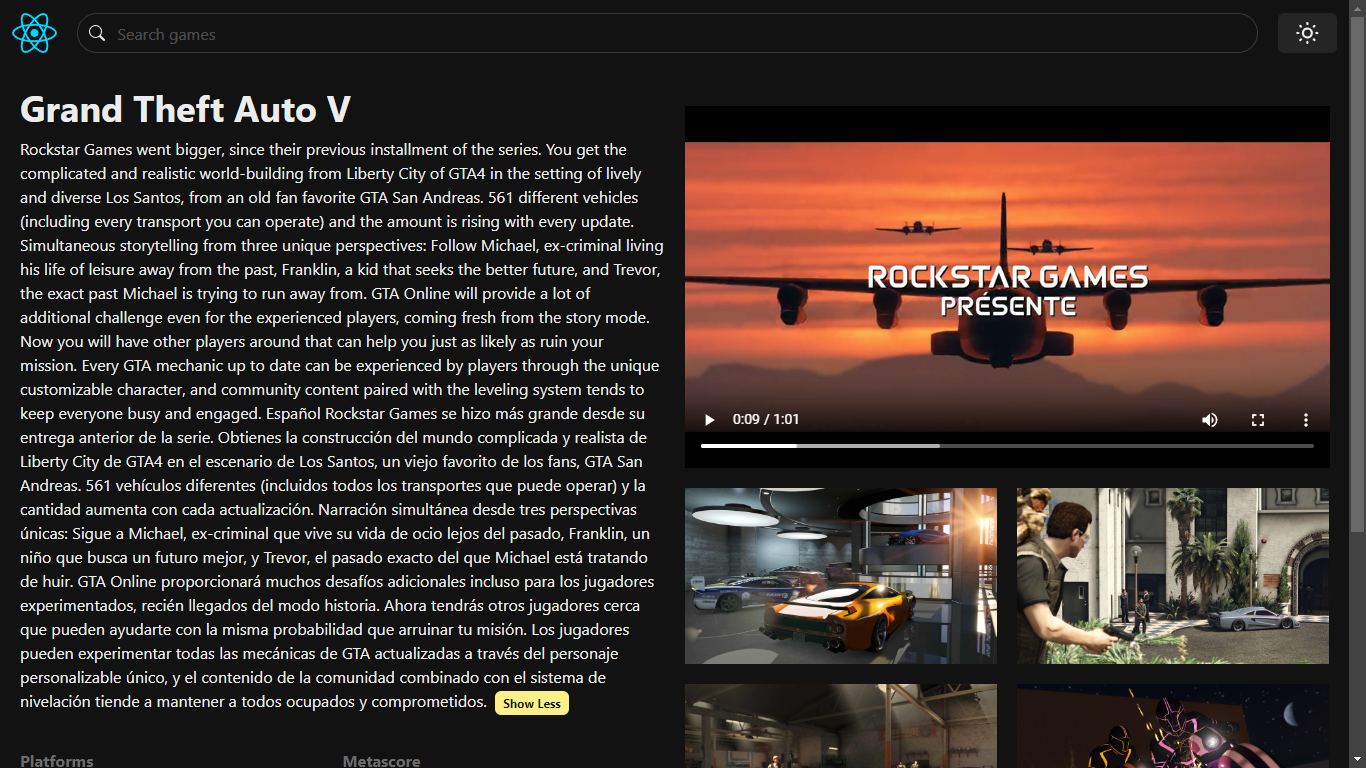 Search games
Grand Theft Auto V
Rockstar Games went bigger, since their previous installment of the series. You get the
complicated and realistic world-building from Liberty City of GTA4 in the setting of lively
and diverse Los Santos, from an old fan favorite GTA San Andreas. 561 different vehicles
(including every transport you can operate) and the amount is rising with every update.
Simultaneous storytelling from three unique perspectives: Follow Michael, ex-criminal living
his life of leisure away from the past, Franklin, a kid that seeks the better future, and Trevor,
the exact past Michael is trying to run away from. GTA Online will provide a lot of
additional challenge even for the experienced players, coming fresh from the story mode.
Now you will have other players around that can help you just as likely as ruin your
mission. Every GTA mechanic up to date can be experienced by players through the unique
customizable character, and community content paired with the leveling system tends to
keep everyone busy and engaged. Español Rockstar Games se hizo más grande desde su
entrega anterior de la serie. Obtienes la construcción del mundo complicada y realista de
Liberty City de GTA4 en el escenario de Los Santos, un viejo favorito de los fans, GTA San
Andreas. 561 vehículos diferentes (incluidos todos los transportes que puede operar) y la
cantidad aumenta con cada actualización. Narración simultánea desde tres perspectivas
únicas: Sigue a Michael, ex-criminal que vive su vida de ocio lejos del pasado, Franklin, un
niño que busca un futuro mejor, y Trevor, el pasado exacto del que Michael está tratando
de huir. GTA Online proporcionará muchos desafíos adicionales incluso para los jugadores
experimentados, recién llegados del modo historia. Ahora tendrás otros jugadores cerca
que pueden ayudarte con la misma probabilidad que arruinar tu misión. Los jugadores
pueden experimentar todas las mecánicas de GTA actualizadas a través del personaje
personalizable único, y el contenido de la comunidad combinado con el sistema de
nivelación tiende a mantener a todos ocupados y comprometidos. Show Less
Platforms
Metascore
ROCKSTAR GAMES
PRÉSENTE
0:09 / 1:01